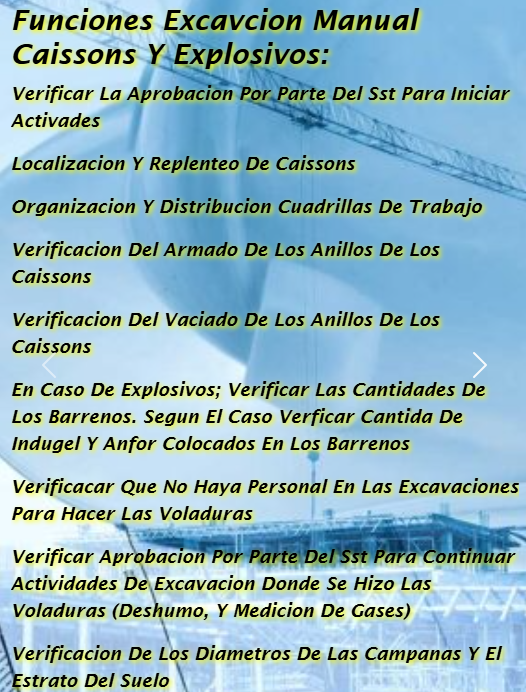 Funciones Excavcion Manual
Caissons Y Explosivos:
Verificar La Aprobacion Por Parte Del Sst Para Iniciar
Activades
Localizacion Y Replenteo De Caissons
Organizacion Y Distribucion Cuadrillas De Trabajo
Verificacion Del Armado De Los Anillos De Los
Caissons
Verificacion Del Vaciado De Los Anillos De Los
Caissons
En Caso De Explosivos; Verificar Las Cantidades De
Los Barrenos. Segun El Caso Verficar Cantida De
Indugel Y Anfor Colocados En Los Barrenos
Verificacar Que No Haya Personal En Las Excavaciones
Para Hacer Las Voladuras
Verificar Aprobacion Por Parte Del Sst Para Continuar
Actividades De Excavacion Donde Se Hizo Las
Voladuras (Deshumo, Y Medicion De Gases)
Verificacion De Los Diametros De Las Campanas Y El
Estrato Del Suelo